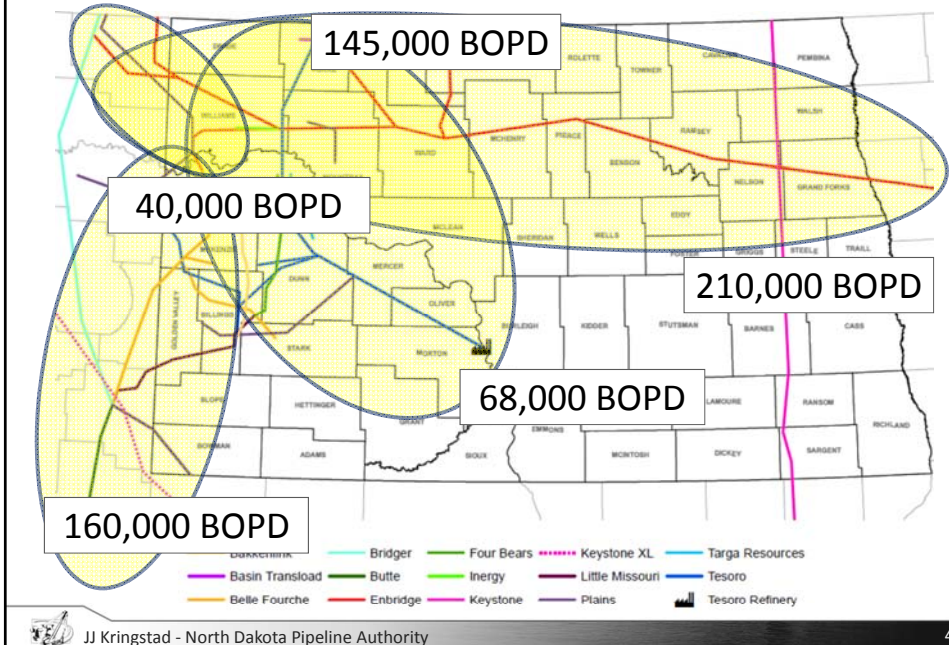 145,000 BOPD
DIVIDE
ROLETTE
TOWNER
CAVALIER
PEMBINA
WALSH
WILLIAMS
WARD
MCHENRY
PIERCE
RAMSEY
BENSON
NELSON
GRAND FORKS
40,000 BOPD
MCLEAN
SHERIDAN
WELLS
EDDY
FOSTER
GRIGGS
STEELE
TRAILL
MCKENZIE
DUNN
MERCER
OLIVER
210,000 BOPD
GOLDEN VALLEY
BILLINGS
STARK
MORTON
BURLEIGH
KIDDER
STUTSMAN
BARNES
CASS
68,000 BOPD
SLOPE
HETTINGER
GRANT
EMMONS
LAMOURE
RANSOM
RICHLAND
BOWMAN
ADAMS
SIOUX
MCINTOSH
DICKEY
SARGENT
160,000 BOPD
Bakkenlink Bridger Four Bears Keystone XL Targa Resources
Basin Transload Butte Inergy Little Missouri Tesoro
Belle Fourche Enbridge Keystone Plains Tesoro Refinery
JJ Kringstad - North Dakota Pipeline Authority